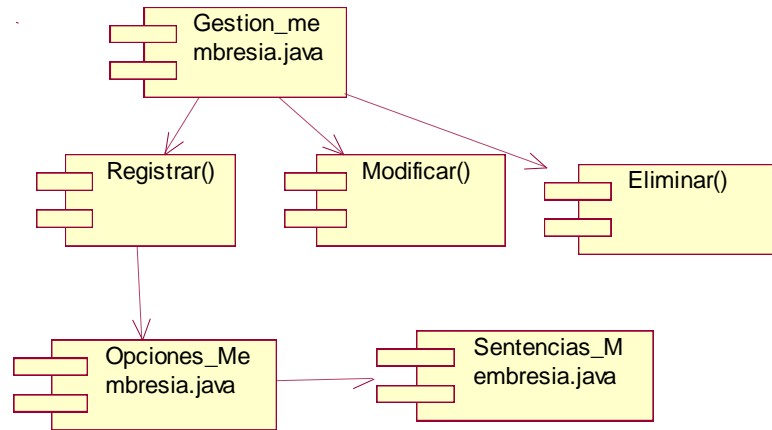 Gestion_me
mbresia.java
Registrar()
Modificar()
Eliminar()
Opciones_Me
mbresia.java
Sentencias_M
embresia.java